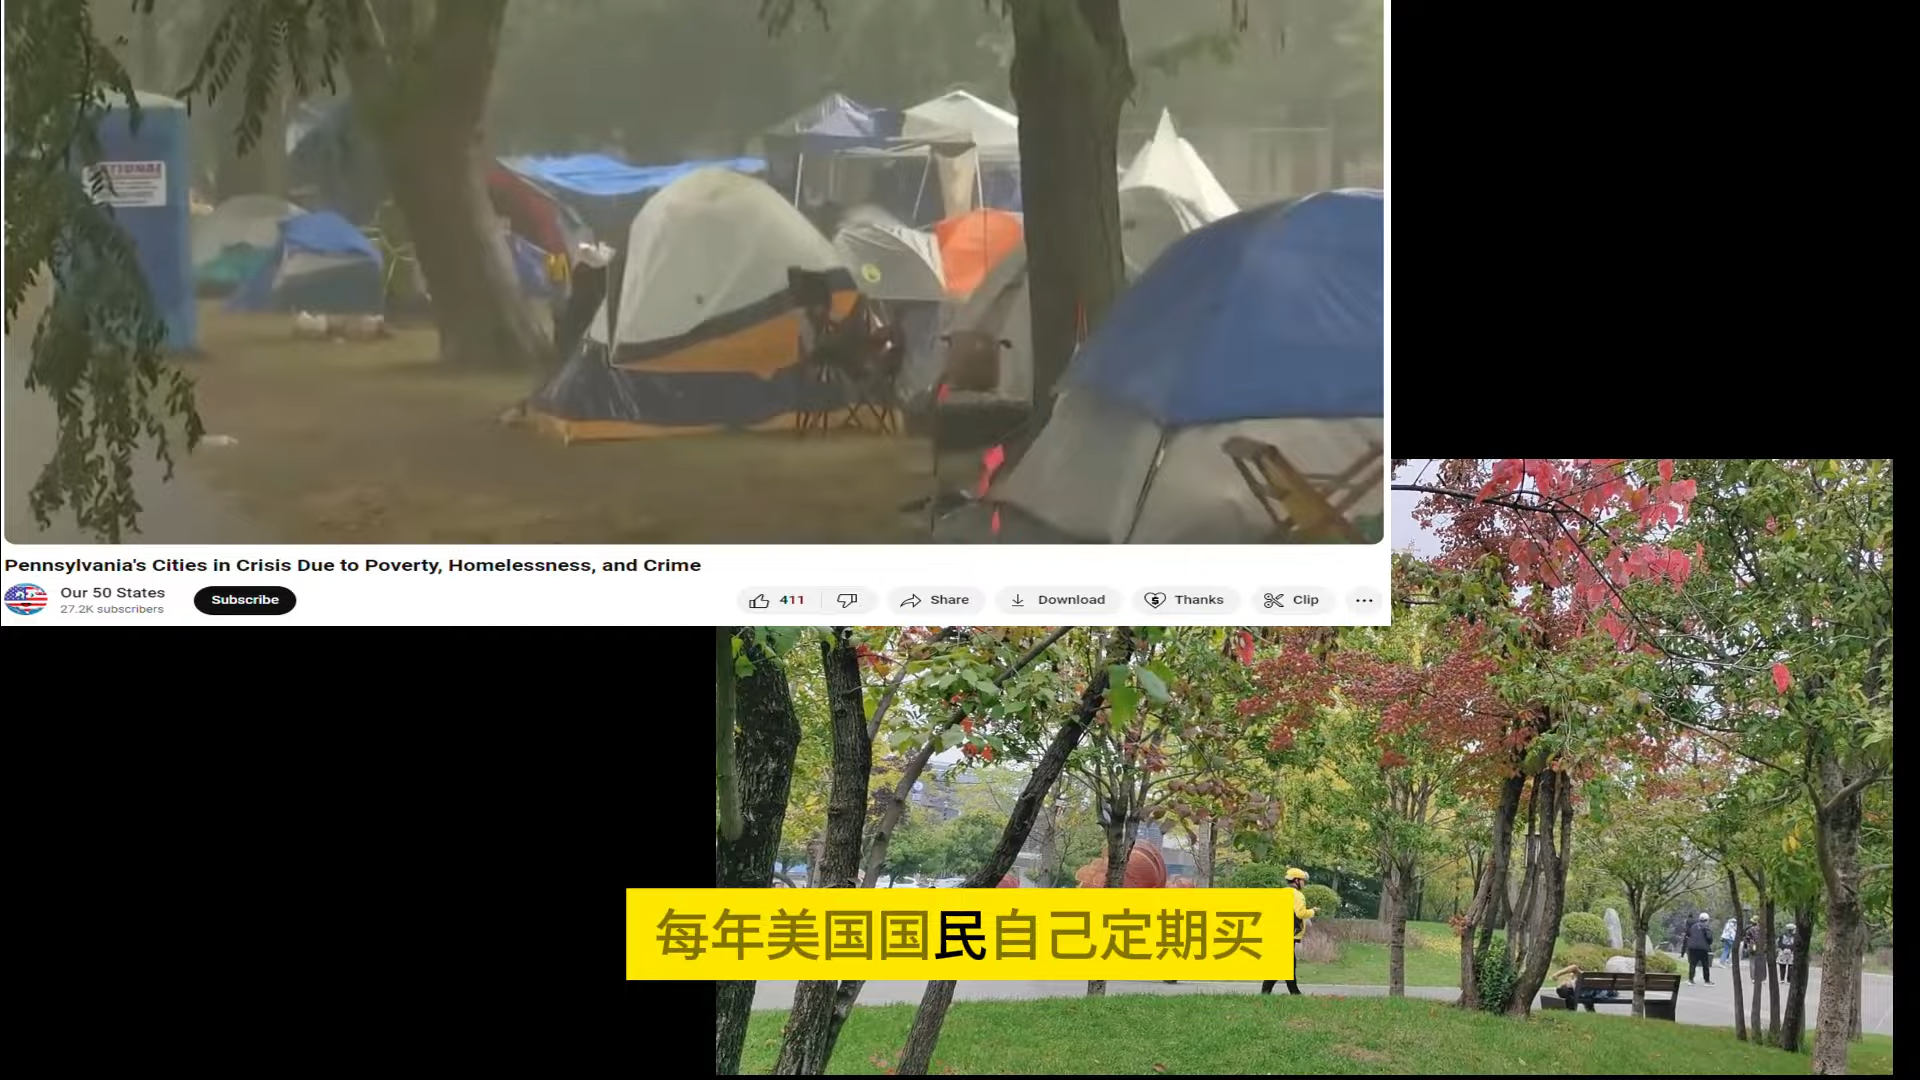 Pennsylvania's Cities in Crisis Due to Poverty, Homelessness, and Crime
Our 50 States
27.2K subscribers
Subscribe
411
Share
Download
Thanks
Clip
每年美国国民自己定期买